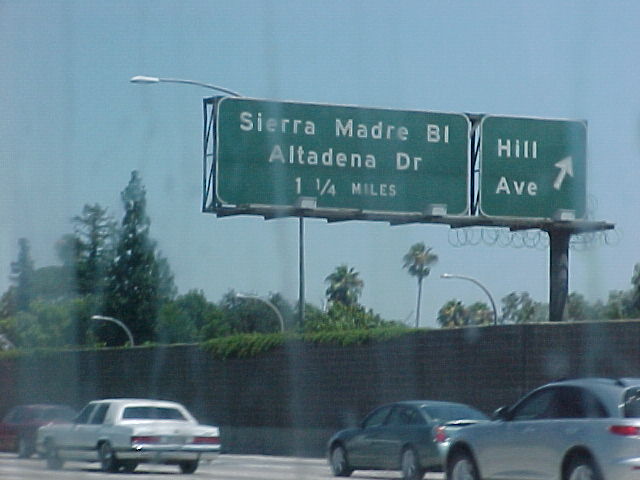 Sierra Madre Bl
Altadena Dr
1 1/4 MILES
Hill
Ave